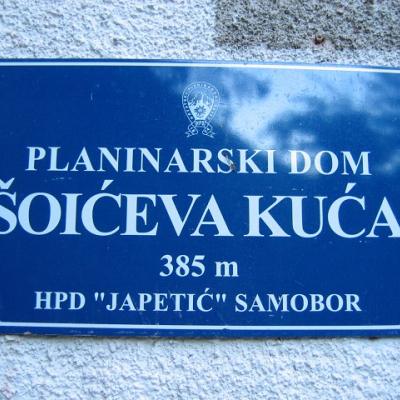 PLANINARSKI DOM
ŠOIĆEVA KUĆA
385 m
HPD "JAPETIĆ" SAMOBOR